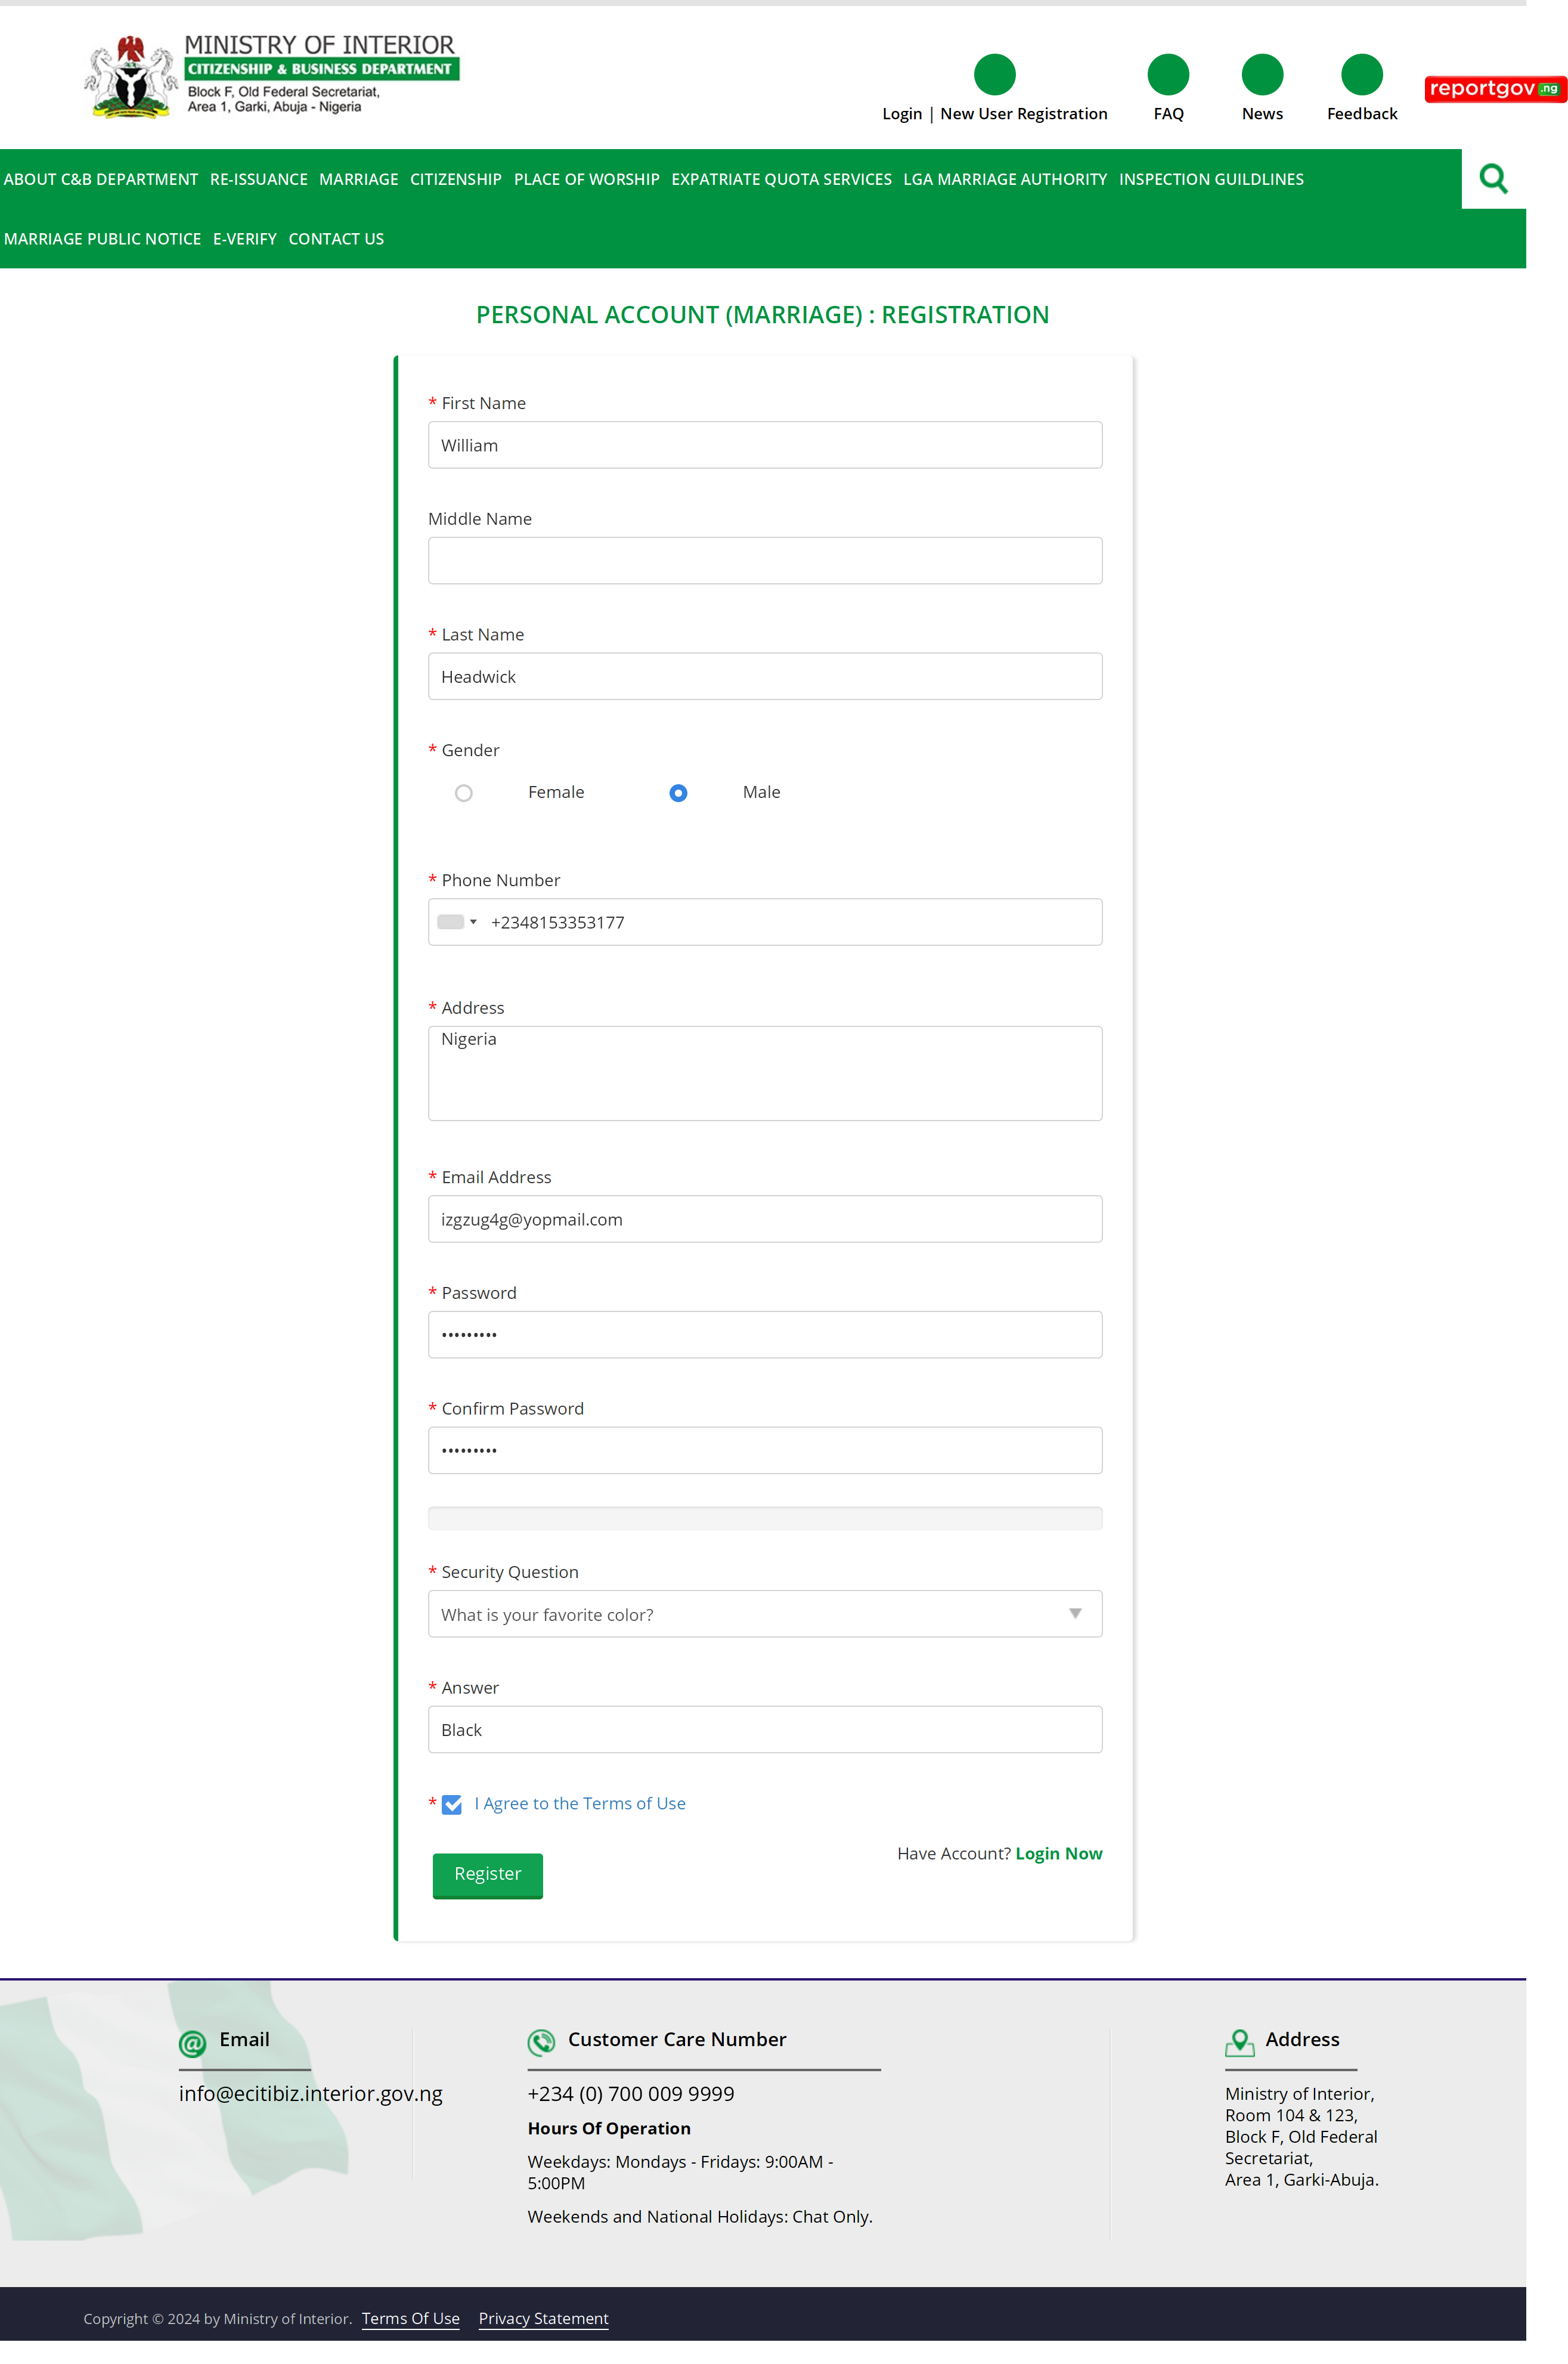 MINISTRY OF INTERIOR
CITIZENSHIP & BUSINESS DEPARTMENT
Block F, Old Federal Secretariat,
Area 1, Garki, Abuja - Nigeria
Login | New User Registration
FAQ
News
Feedback
reportgov.ng
ABOUT C&B DEPARTMENT RE-ISSUANCE MARRIAGE CITIZENSHIP PLACE OF WORSHIP EXPATRIATE QUOTA SERVICES LGA MARRIAGE AUTHORITY INSPECTION GUILDLINES
MARRIAGE PUBLIC NOTICE E-VERIFY CONTACT US
PERSONAL ACCOUNT (MARRIAGE) : REGISTRATION
* First Name
William
Middle Name
* Last Name
Headwick
* Gender
Female Male
* Phone Number
+2348153353177
* Address
Nigeria
* Email Address
izgzug4g@yopmail.com
* Password
•••••••••
* Confirm Password
•••••••••
* Security Question
What is your favorite color?
* Answer
Black
* I Agree to the Terms of Use
Have Account? Login Now
Register
Email
info@ecitibiz.interior.gov.ng
Customer Care Number
+234 (0) 700 009 9999
Hours Of Operation
Weekdays: Mondays - Fridays: 9:00AM -
5:00PM
Weekends and National Holidays: Chat Only.
Address
Ministry of Interior,
Room 104 & 123,
Block F, Old Federal
Secretariat,
Area 1, Garki-Abuja.
Copyright © 2024 by Ministry of Interior. Terms Of Use Privacy Statement